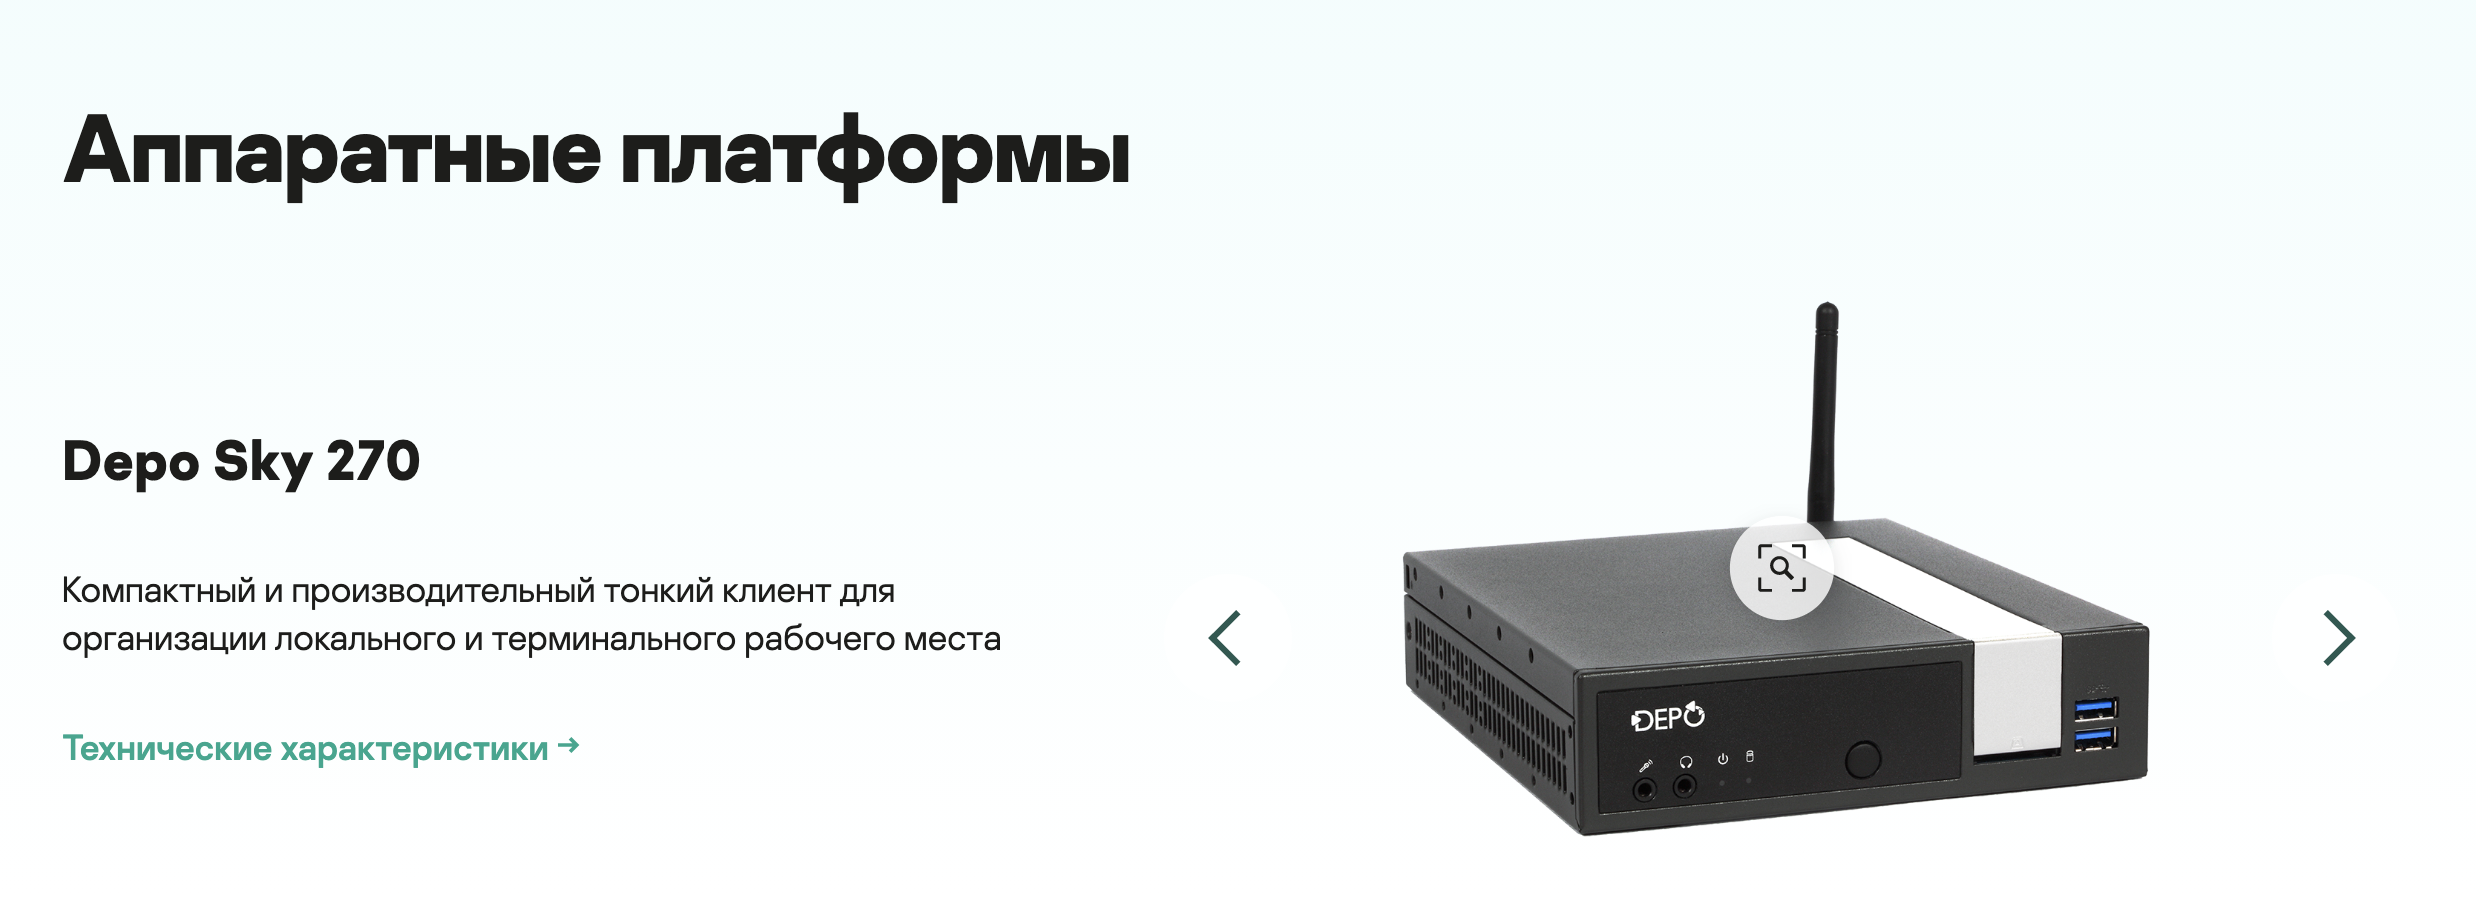 Аппаратные платформы
Depo Sky 270
Компактный и производительный тонкий клиент для
организации локального и терминального рабочего места
Технические характеристики →
DEPO